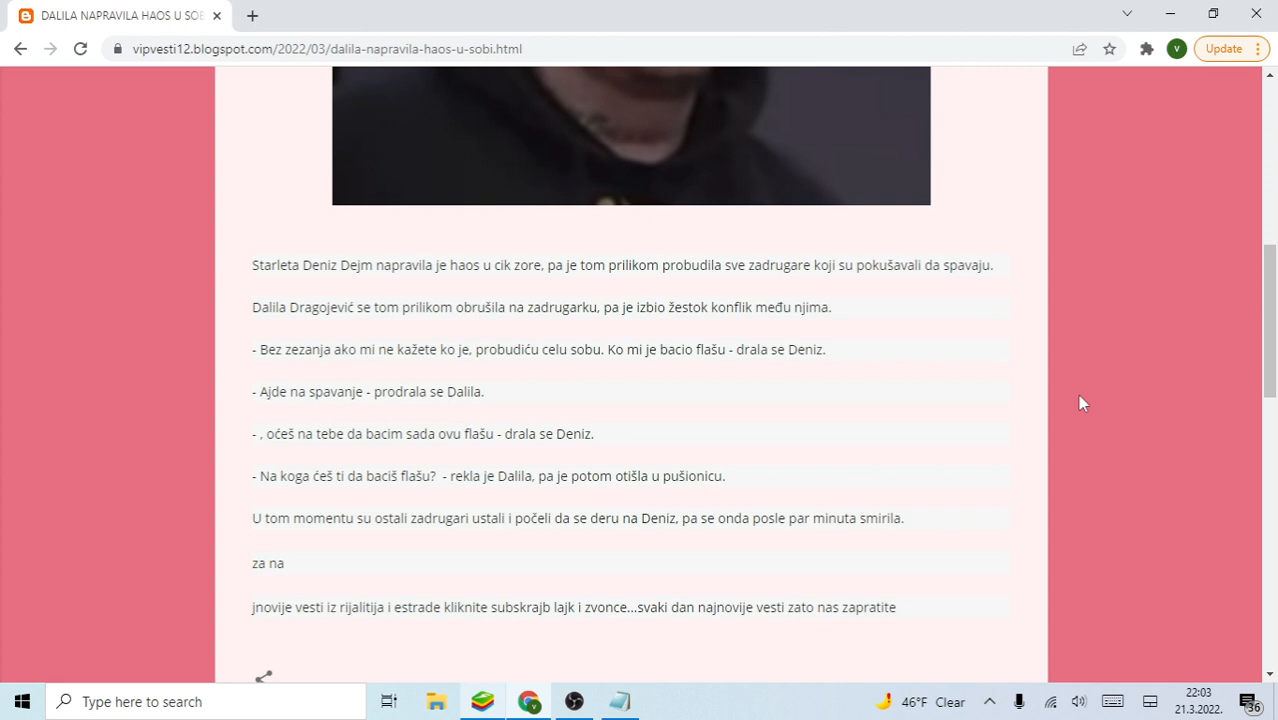 DALILA NAPRAVILA HAOS U SOB
vipvesti12.blogspot.com/2022/03/dalila-napravila-haos-u-sobi.html
V
Update
Starleta Deniz Dejm napravila je haos u cik zore, pa je tom prilikom probudila sve zadrugare koji su pokušavali da spavaju.
Dalila Dragojević se tom prilikom obrušila na zadrugarku, pa je izbio žestok konflik među njima.
- Bez zezanja ako mi ne kažete ko je, probudiću celu sobu. Ko mi je bacio flašu - drala se Deniz.
- Ajde na spavanje - prodrala se Dalila.
- , oćeš na tebe da bacim sada ovu flašu - drala se Deniz.
- Na koga ćeš ti da baciš flašu?  - rekla je Dalila, pa je potom otišla u pušionicu.
U tom momentu su ostali zadrugari ustali i počeli da se deru na Deniz, pa se onda posle par minuta smirila.
za na
jnovije vesti iz rijalitija i estrade kliknite subskrajb lajk i zvonce...svaki dan najnovije vesti zato nas zapratite
Type here to search
46°F Clear
22:03
21.3.2022.
36